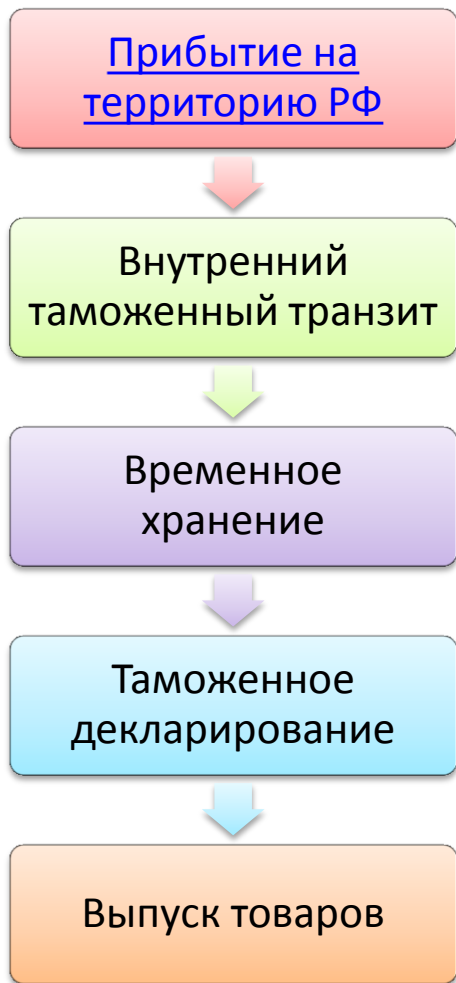 Прибытие на
территорию РФ
Внутренний
таможенный транзит
Временное
хранение
Таможенное
декларирование
Выпуск товаров